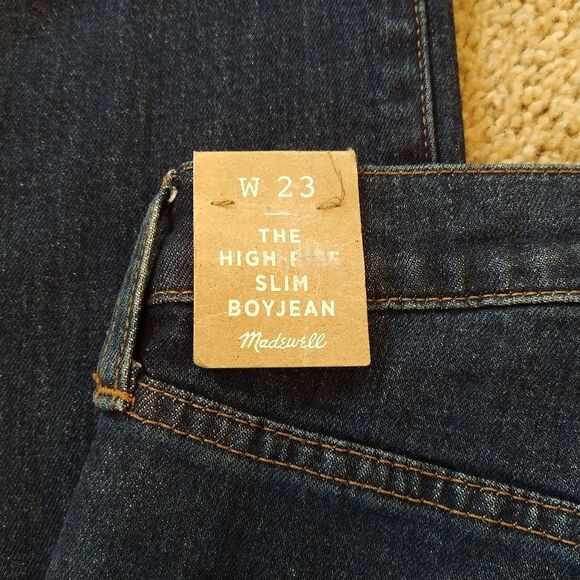 W 23
THE
HIGH
SLIM
BOYJEAN
Madewell